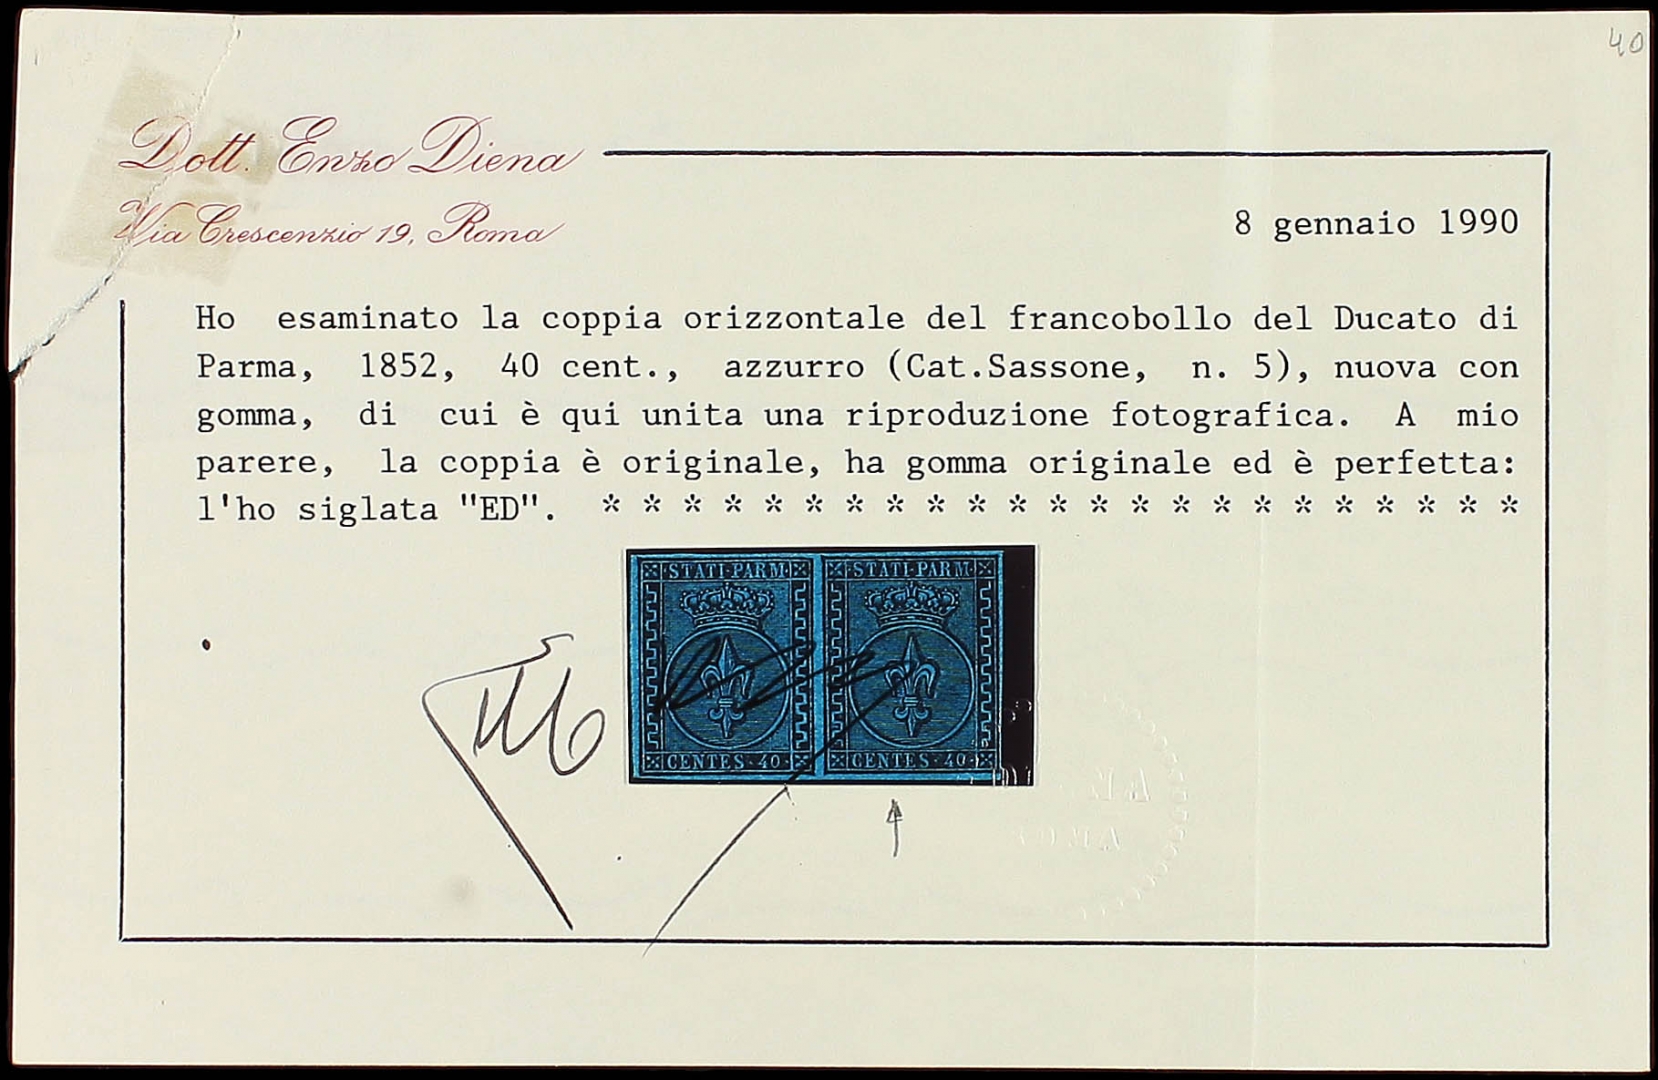 40
Dott. Enzo Diena
Via Crescenzio 19, Roma
8 gennaio 1990
Ho esaminato la coppia orizzontale del francobollo del Ducato di
Parma, 1852, 40 cent., azzurro (Cat.Sassone, n. 5), nuova con
gomma, di cui è qui unita una riproduzione fotografica. A mio
parere, la coppia è originale, ha gomma originale ed è perfetta:
l'ho siglata "ED". * * * * * * * * * * * * * * * * * * * * * * *
STATI PARM STATI PARM
CENTES 40 CENTES 40